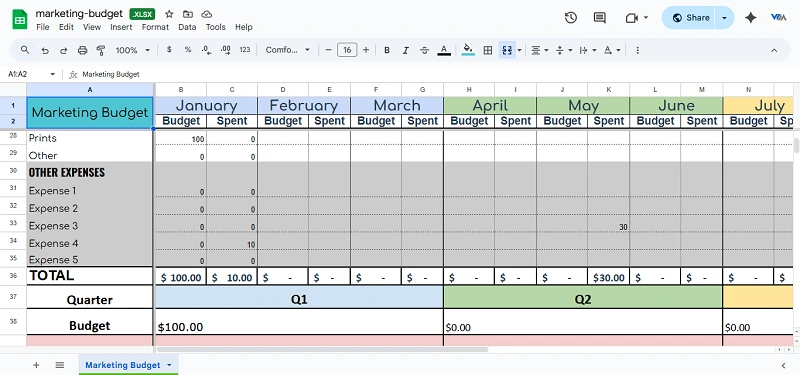 marketing-budget .XLSX
File Edit View Insert Format Data Tools Help
Share
100% $ % .0 .00 123 Comfo... − 16 + B I A
A1:A2 fx Marketing Budget
A B C D E F G H I J K L M N
1 Marketing Budget January February March April May June July
2 Budget Spent Budget Spent Budget Spent Budget Spent Budget Spent Budget Spent Budget Sp
28 Prints 100 0
29 Other 0 0
30 OTHER EXPENSES
31 Expense 1 0 0
32 Expense 2 0 0
33 Expense 3 0 0 30
34 Expense 4 0 10
35 Expense 5 0 0
36 TOTAL $ 100.00 $ 10.00 $ - $ - $ - $ - $ - $ - $ - $30.00 $ - $ - $ - $
37 Quarter Q1 Q2
38 Budget $100.00 $0.00 $0.00
+ Marketing Budget